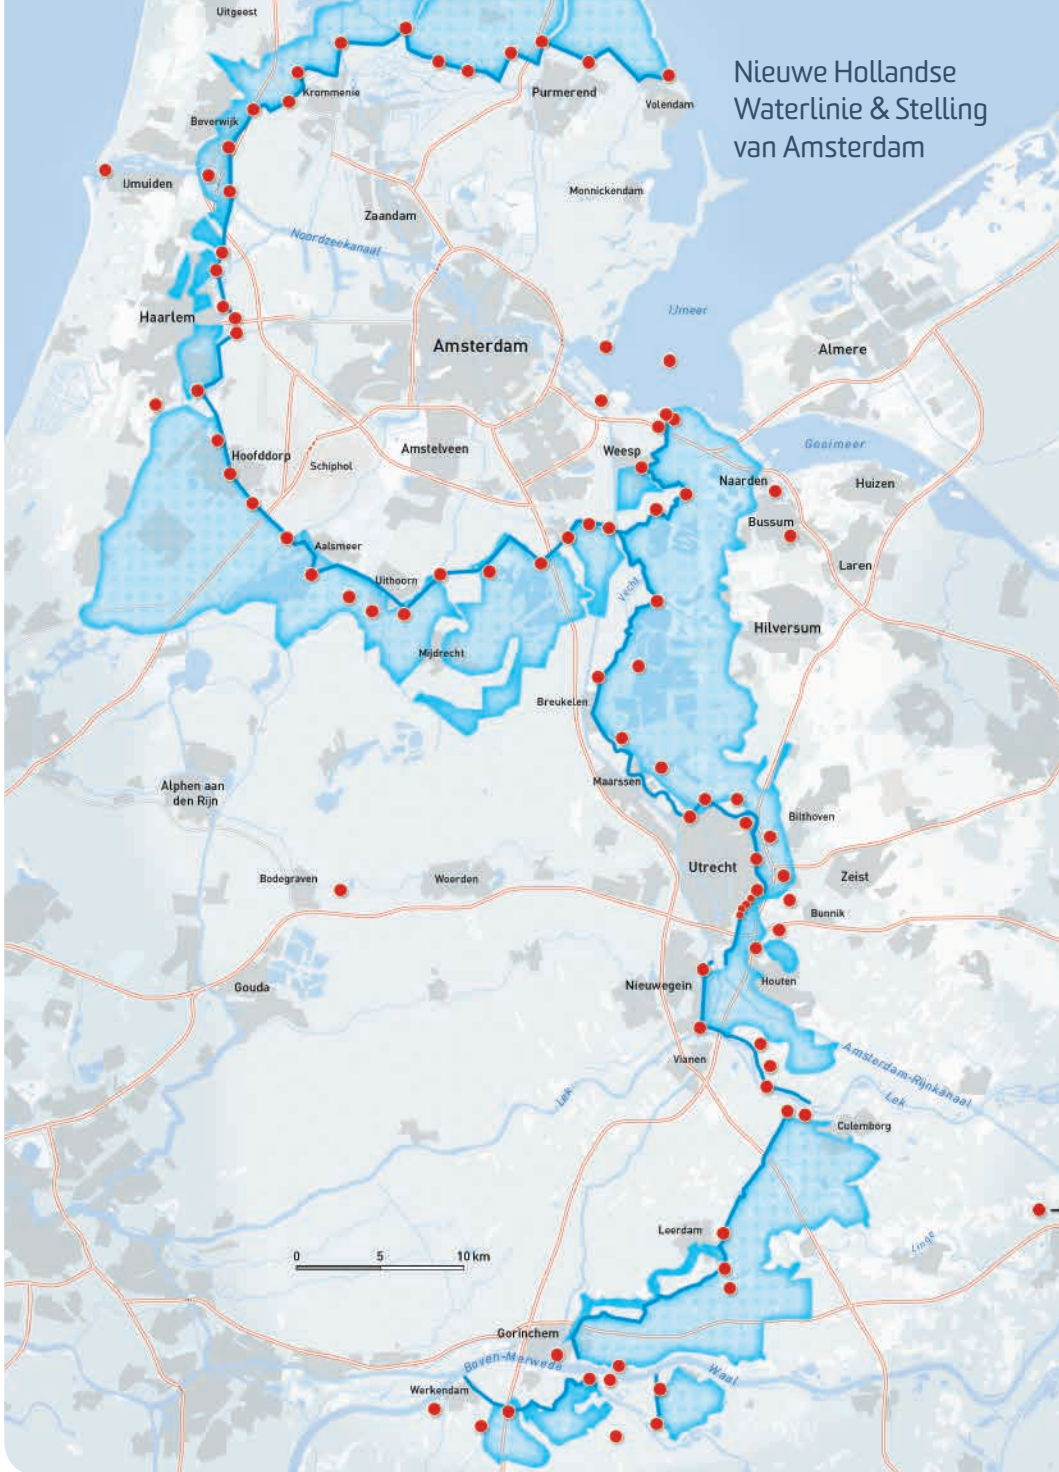 Nieuwe Hollandse
Waterlinie & Stelling
van Amsterdam
Uitgeest
Krommenie
Purmerend
Volendam
Beverwijk
IJmuiden
Monnickendam
Zaandam
Noordzeekanaal
Haarlem
IJmeer
Amsterdam
Almere
Amstelveen
Gooimeer
Weesp
Hoofddorp
Schiphol
Naarden
Huizen
Bussum
Aalsmeer
Laren
Uithoorn
Vecht
Hilversum
Mijdrecht
Breukelen
Maarssen
Alphen aan
den Rijn
Bilthoven
Utrecht
Zeist
Bodegraven
Woerden
Bunnik
Nieuwegein
Houten
Gouda
Vianen
Amsterdam-Rijnkanaal
Lek
Lek
Culemborg
Leerdam
Linge
0 5 10 km
Gorinchem
Boven-Merwede
Waal
Werkendam